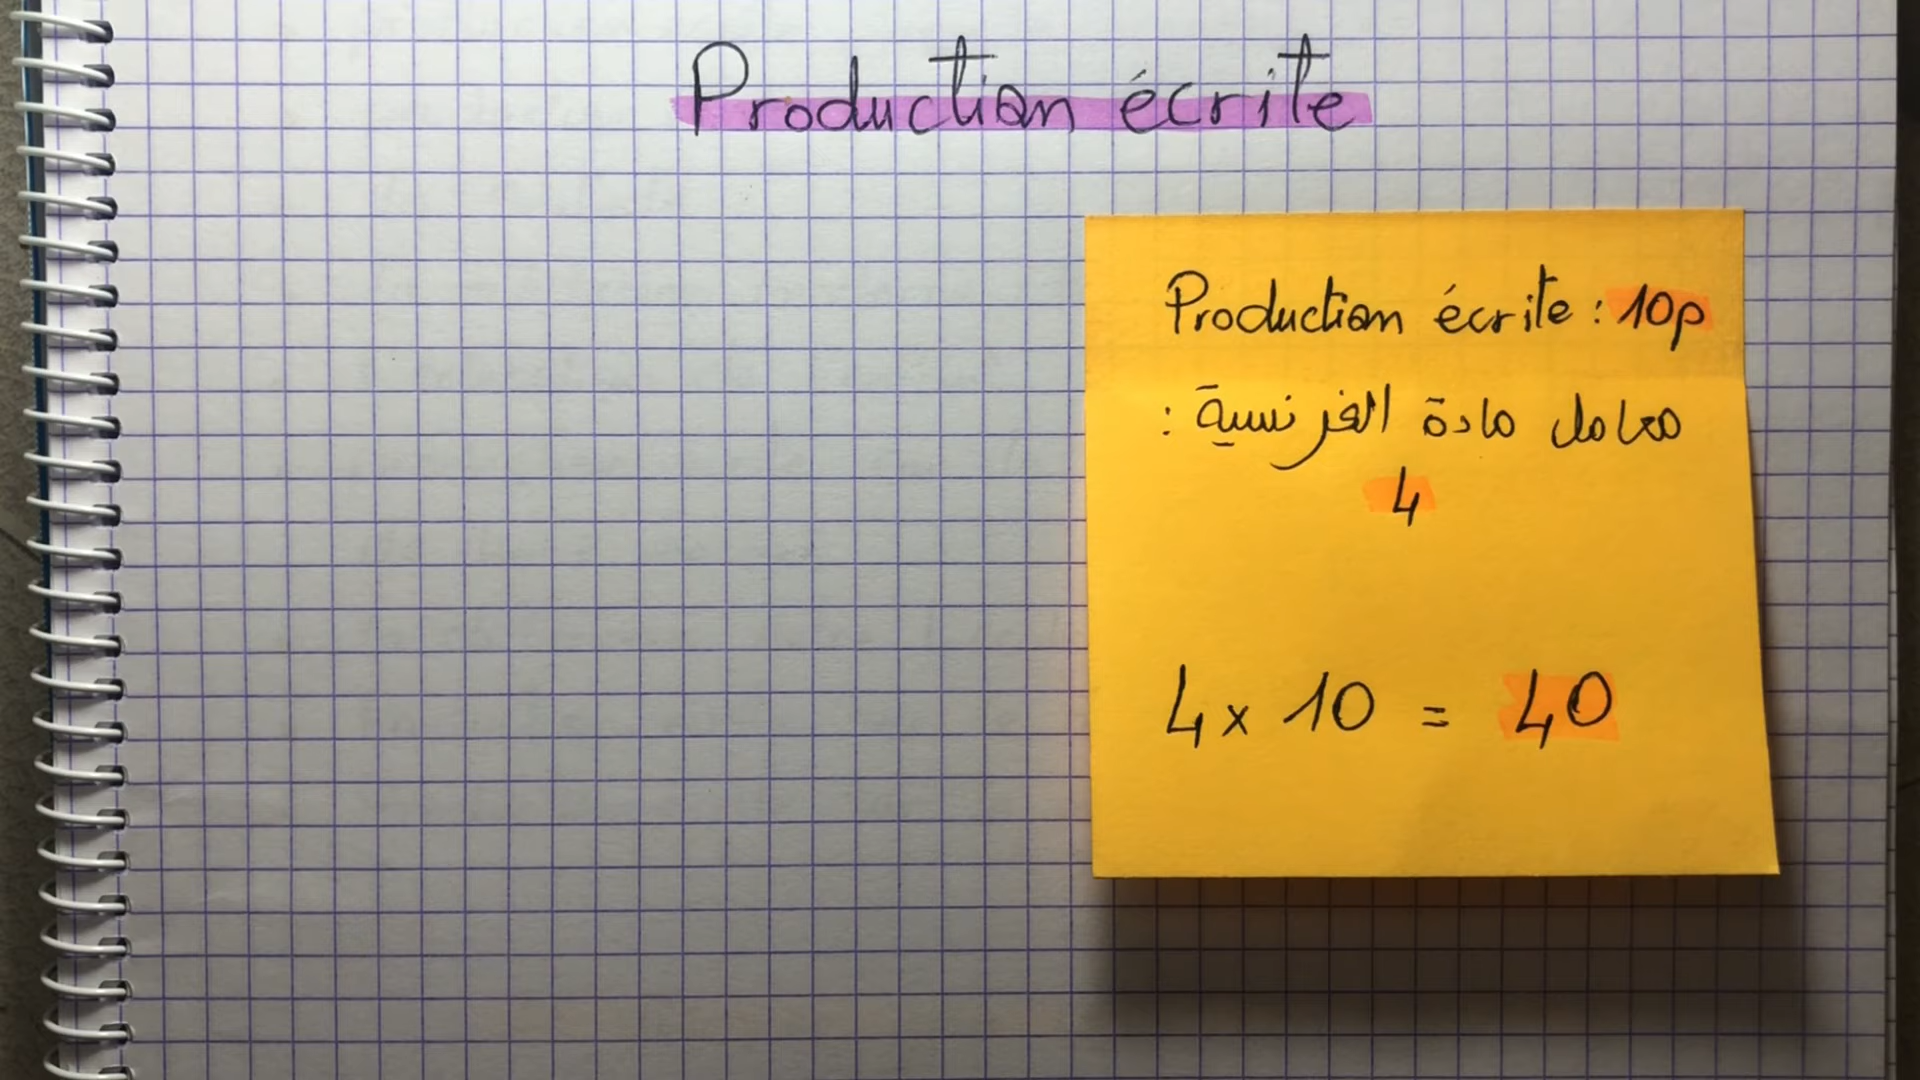 Production écrite
Production écrite : 10p
معامل مادة الفرنسية :
4
4 x 10 = 40